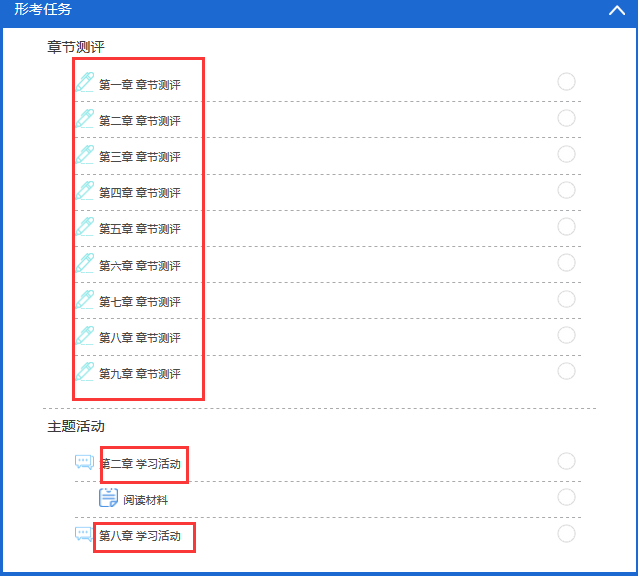 形考任务
章节测评
第一章 章节测评
第二章 章节测评
第三章 章节测评
第四章 章节测评
第五章 章节测评
第六章 章节测评
第七章 章节测评
第八章 章节测评
第九章 章节测评
主题活动
第二章 学习活动
阅读材料
第八章 学习活动